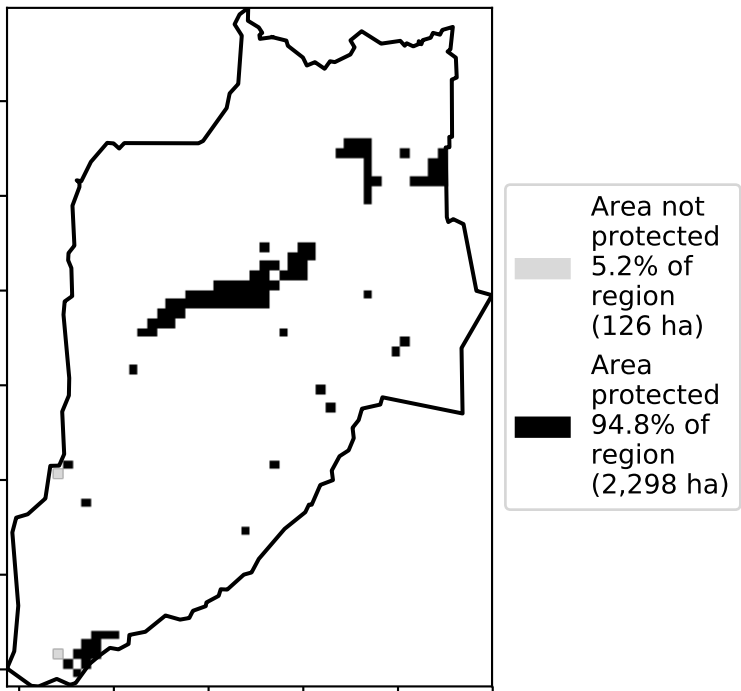 Area not
protected
5.2% of
region
(126 ha)
Area
protected
94.8% of
region
(2,298 ha)